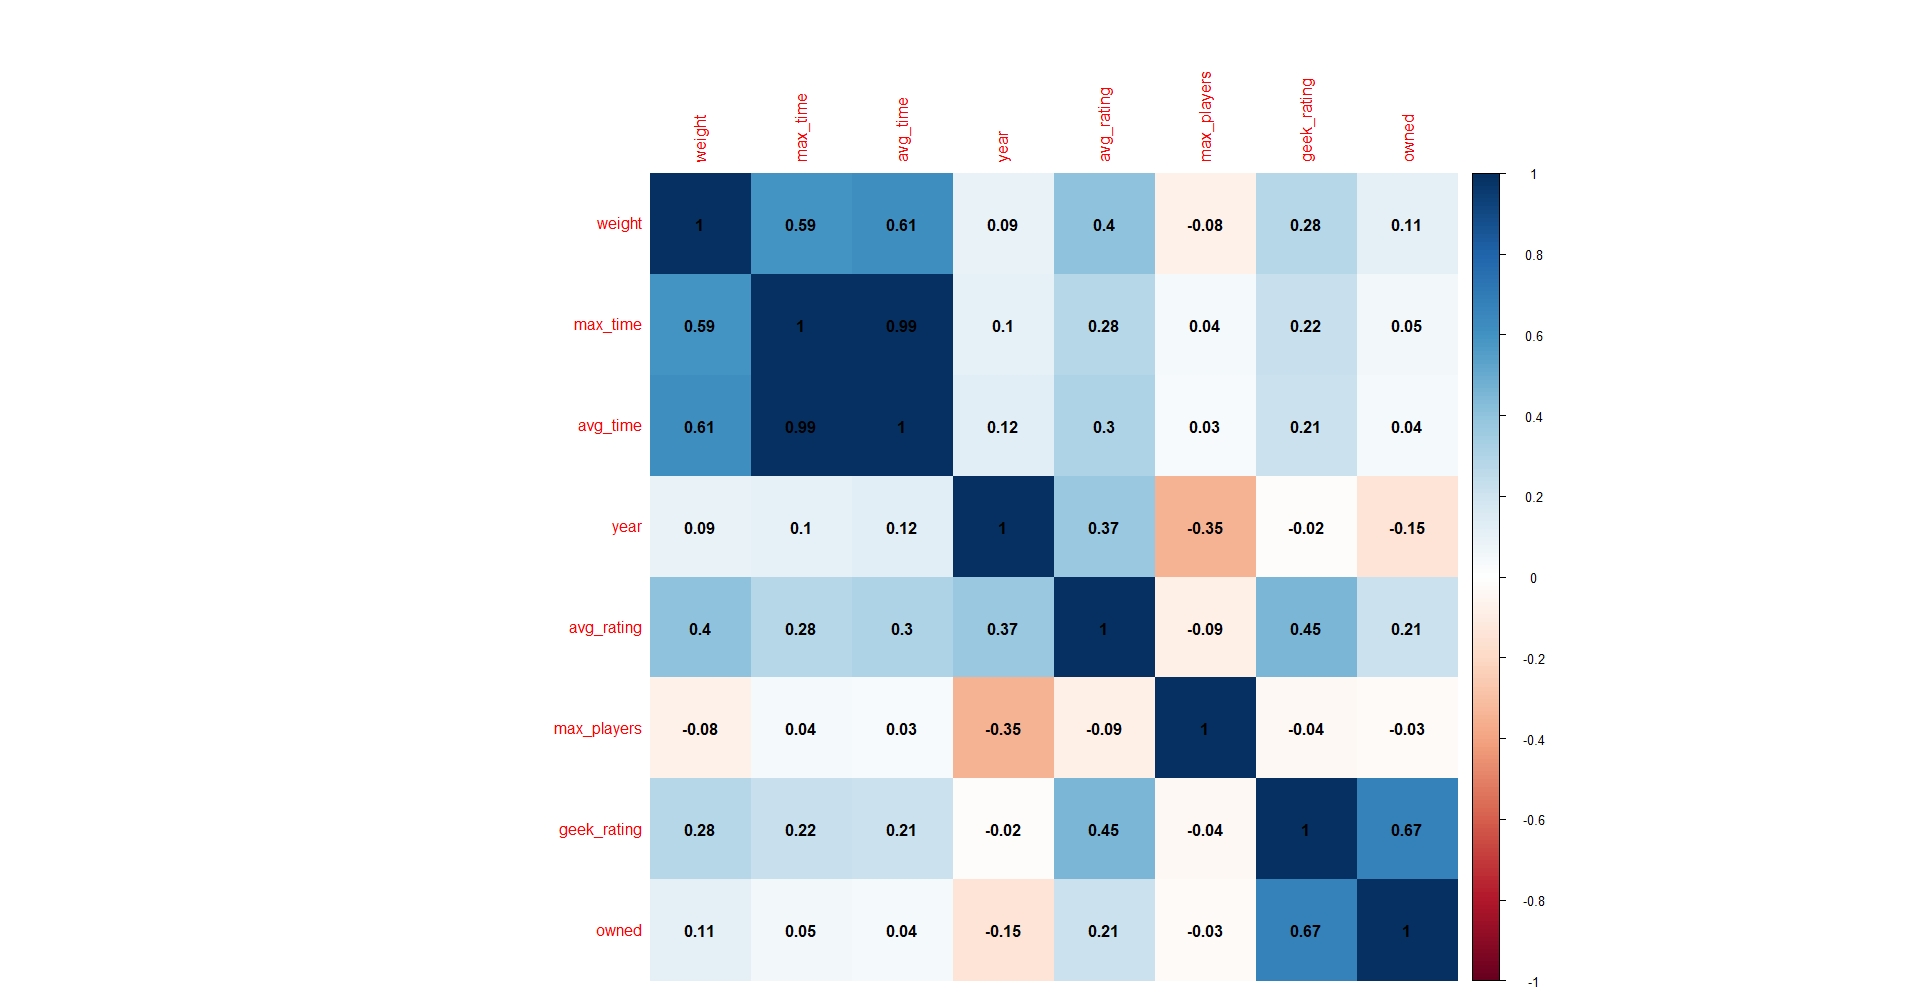 weight max_time avg_time year avg_rating max_players geek_rating owned
weight 1 0.59 0.61 0.09 0.4 -0.08 0.28 0.11
max_time 0.59 1 0.99 0.1 0.28 0.04 0.22 0.05
avg_time 0.61 0.99 1 0.12 0.3 0.03 0.21 0.04
year 0.09 0.1 0.12 1 0.37 -0.35 -0.02 -0.15
avg_rating 0.4 0.28 0.3 0.37 1 -0.09 0.45 0.21
max_players -0.08 0.04 0.03 -0.35 -0.09 1 -0.04 -0.03
geek_rating 0.28 0.22 0.21 -0.02 0.45 -0.04 1 0.67
owned 0.11 0.05 0.04 -0.15 0.21 -0.03 0.67 1
1
0.8
0.6
0.4
0.2
0
-0.2
-0.4
-0.6
-0.8
-1